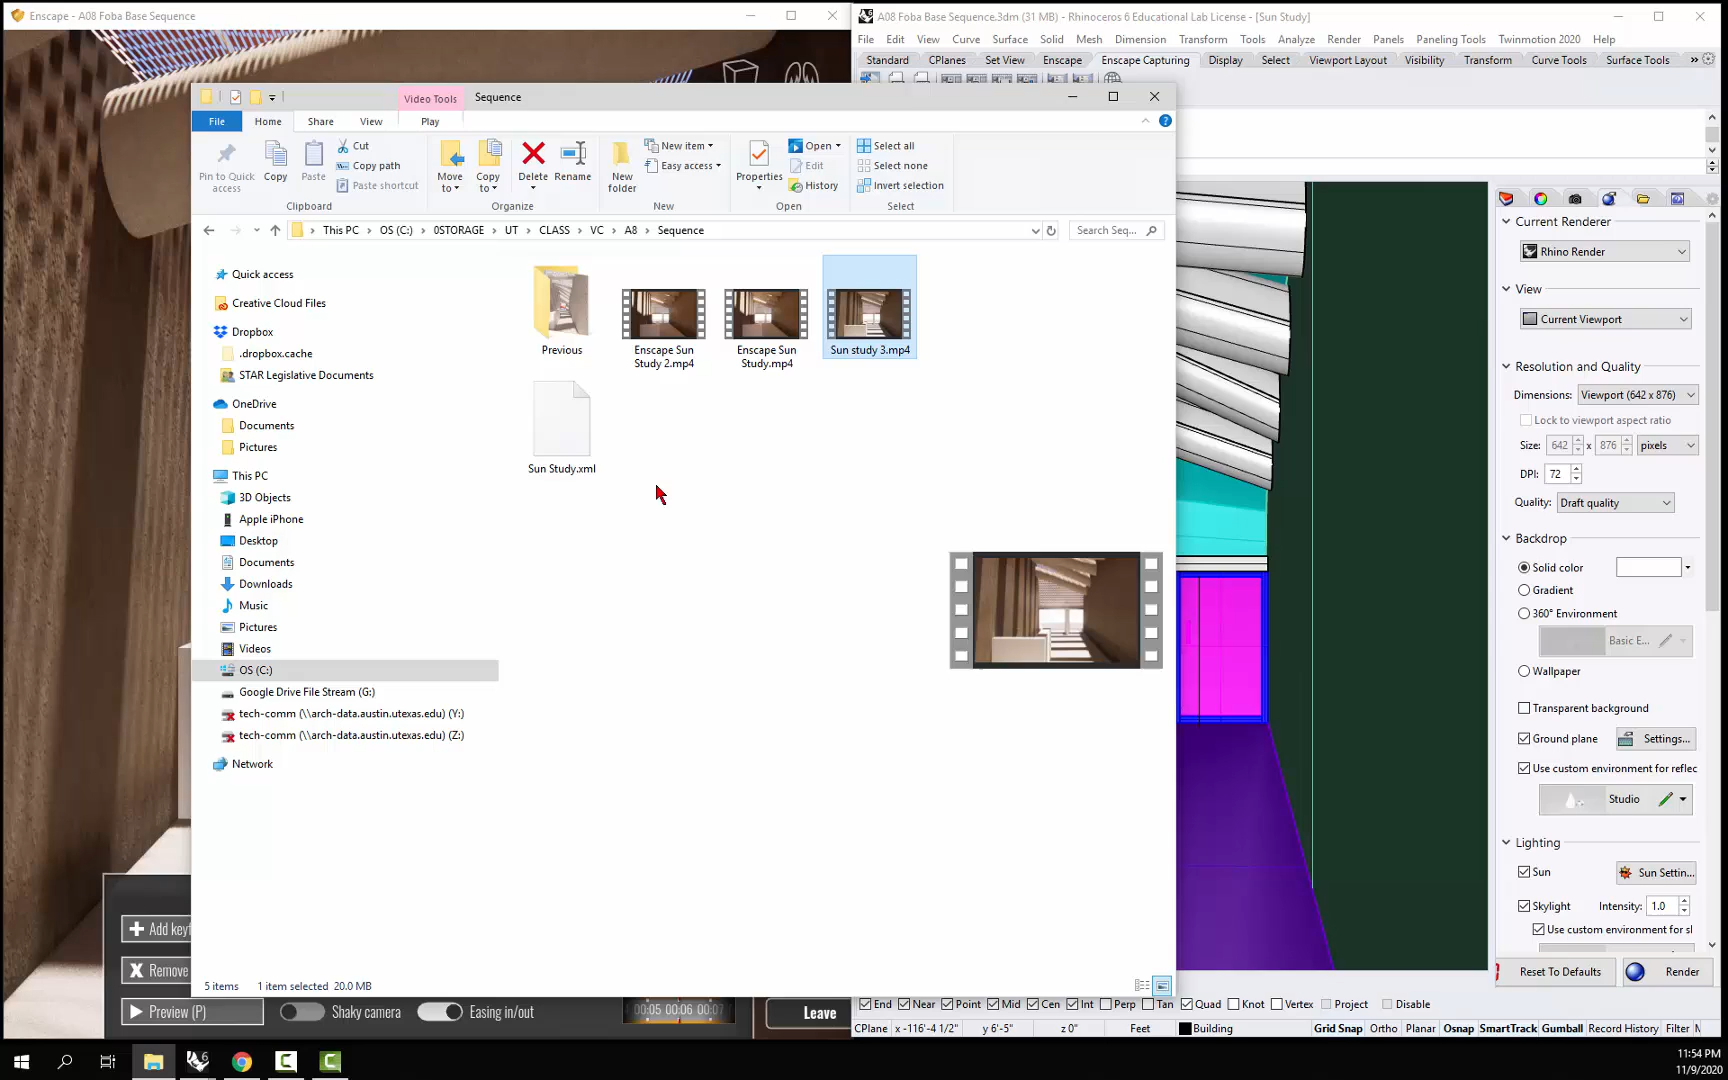 Enscape - A08 Foba Base Sequence
A08 Foba Base Sequence.3dm (31 MB) - Rhinoceros 6 Educational Lab License - [Sun Study]
File Edit View Curve Surface Solid Mesh Dimension Transform Tools Analyze Render Panels Paneling Tools Twinmotion 2020 Help
Standard CPlanes Set View Enscape Enscape Capturing Display Select Viewport Layout Visibility Transform Curve Tools Surface Tools »
Video Tools Sequence
File Home Share View Play
Pin to Quick access
Copy
Paste
Cut
Copy path
Paste shortcut
Clipboard
Move to
Copy to
Delete
Rename
Organize
New folder
New item
Easy access
New
Properties
Open
Edit
History
Open
Select all
Select none
Invert selection
Select
This PC > OS (C:) > 0STORAGE > UT > CLASS > VC > A8 > Sequence
Search Seq...
Quick access
Creative Cloud Files
Dropbox
.dropbox.cache
STAR Legislative Documents
OneDrive
Documents
Pictures
This PC
3D Objects
Apple iPhone
Desktop
Documents
Downloads
Music
Pictures
Videos
OS (C:)
Google Drive File Stream (G:)
tech-comm (\\arch-data.austin.utexas.edu) (Y:)
tech-comm (\\arch-data.austin.utexas.edu) (Z:)
Network
Previous
Enscape Sun
Study 2.mp4
Enscape Sun
Study.mp4
Sun study 3.mp4
Sun Study.xml
5 items 1 item selected 20.0 MB
Current Renderer
Rhino Render
View
Current Viewport
Resolution and Quality
Dimensions: Viewport (642 x 876)
Lock to viewport aspect ratio
Size: 642 x 876 pixels
DPI: 72
Quality: Draft quality
Backdrop
Solid color
Gradient
360° Environment
Basic E...
Wallpaper
Transparent background
Ground plane Settings...
Use custom environment for reflec
Studio
Lighting
Sun Sun Settin...
Skylight Intensity: 1.0
Use custom environment for sl
Reset To Defaults Render
Add keyf
Remove
Preview (P) Shaky camera Easing in/out 00:05 00:06 00:07 Leave
End Near Point Mid Cen Int Perp Tan Quad Knot Vertex Project Disable
CPlane x -116'-4 1/2" y 6'-5" z 0" Feet Building Grid Snap Ortho Planar Osnap SmartTrack Gumball Record History Filter
11:54 PM
11/9/2020